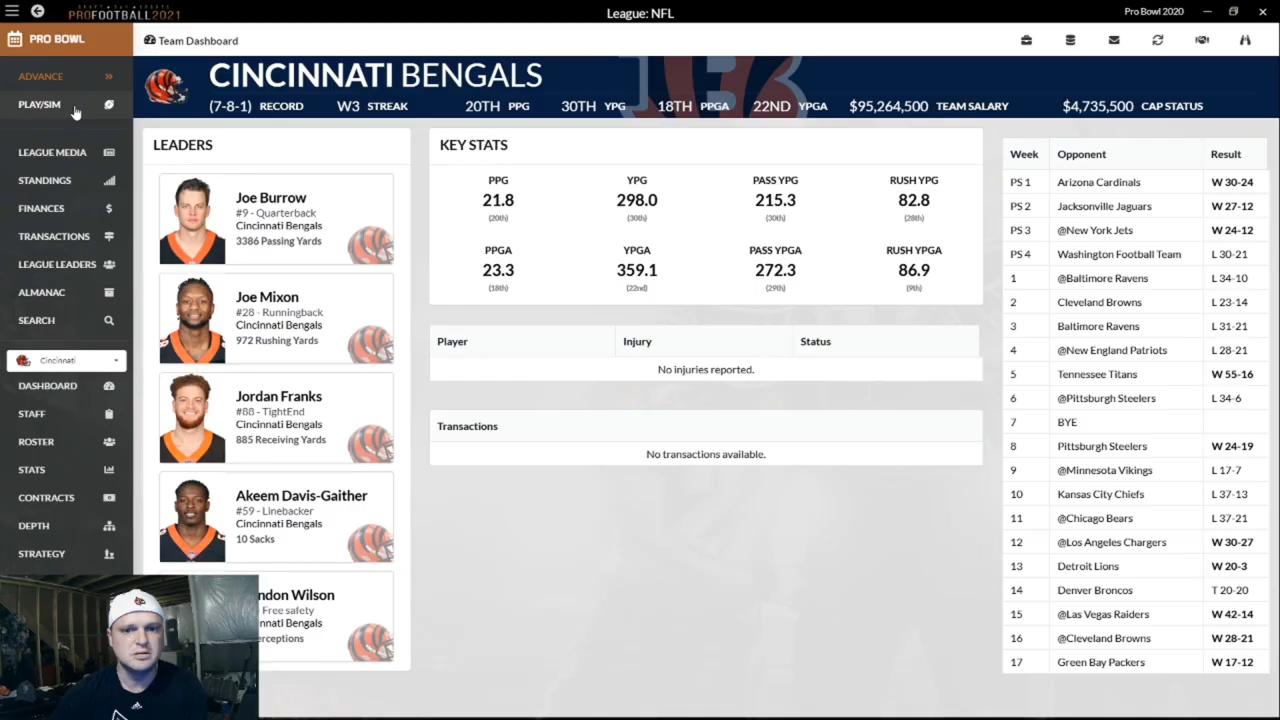 DRAFT DAY SPORTS
PROFOOTBALL2021
League: NFL
Pro Bowl 2020
PRO BOWL
Team Dashboard
ADVANCE
PLAY/SIM
LEAGUE MEDIA
STANDINGS
FINANCES
$
TRANSACTIONS
LEAGUE LEADERS
ALMANAC
SEARCH
Cincinnati
DASHBOARD
STAFF
ROSTER
STATS
CONTRACTS
DEPTH
STRATEGY
CINCINNATI BENGALS
(7-8-1) RECORD W3 STREAK 20TH PPG 30TH YPG 18TH PPGA 22ND YPGA $95,264,500 TEAM SALARY $4,735,500 CAP STATUS
LEADERS
Joe Burrow
#9 - Quarterback
Cincinnati Bengals
3386 Passing Yards
Joe Mixon
#28 - Runningback
Cincinnati Bengals
972 Rushing Yards
Jordan Franks
#88 - TightEnd
Cincinnati Bengals
885 Receiving Yards
Akeem Davis-Gaither
#59 - Linebacker
Cincinnati Bengals
10 Sacks
ndon Wilson
Free safety
ncinnati Bengals
erceptions
KEY STATS
PPG YPG PASS YPG RUSH YPG
21.8 298.0 215.3 82.8
(20th) (30th) (30th) (28th)
PPGA YPGA PASS YPGA RUSH YPGA
23.3 359.1 272.3 86.9
(18th) (22nd) (29th) (9th)
Player Injury Status
No injuries reported.
Transactions
No transactions available.
Week Opponent Result
PS 1 Arizona Cardinals W 30-24
PS 2 Jacksonville Jaguars W 27-12
PS 3 @New York Jets W 24-12
PS 4 Washington Football Team L 30-21
1 @Baltimore Ravens L 34-10
2 Cleveland Browns L 23-14
3 Baltimore Ravens L 31-21
4 @New England Patriots L 28-21
5 Tennessee Titans W 55-16
6 @Pittsburgh Steelers L 34-6
7 BYE
8 Pittsburgh Steelers W 24-19
9 @Minnesota Vikings L 17-7
10 Kansas City Chiefs L 37-13
11 @Chicago Bears L 37-21
12 @Los Angeles Chargers W 30-27
13 Detroit Lions W 20-3
14 Denver Broncos T 20-20
15 @Las Vegas Raiders W 42-14
16 @Cleveland Browns W 28-21
17 Green Bay Packers W 17-12